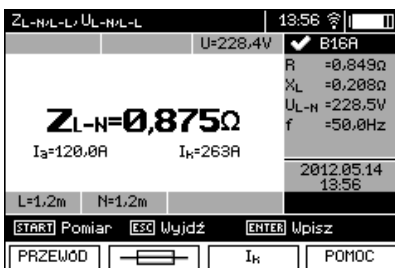 ZL-N,L-L, UL-N,L-L 13:56
U=228,4V B16A
R =0,849Ω
XL =0,208Ω
UL-N =228,5V
f =50,0Hz
ZL-N=0,875Ω
Ia=120,0A Ik=263A
2012.05.14
13:56
L=1,2m N=1,2m
START Pomiar ESC Wyjdź ENTER Wpisz
PRZEWÓD Ik POMOC